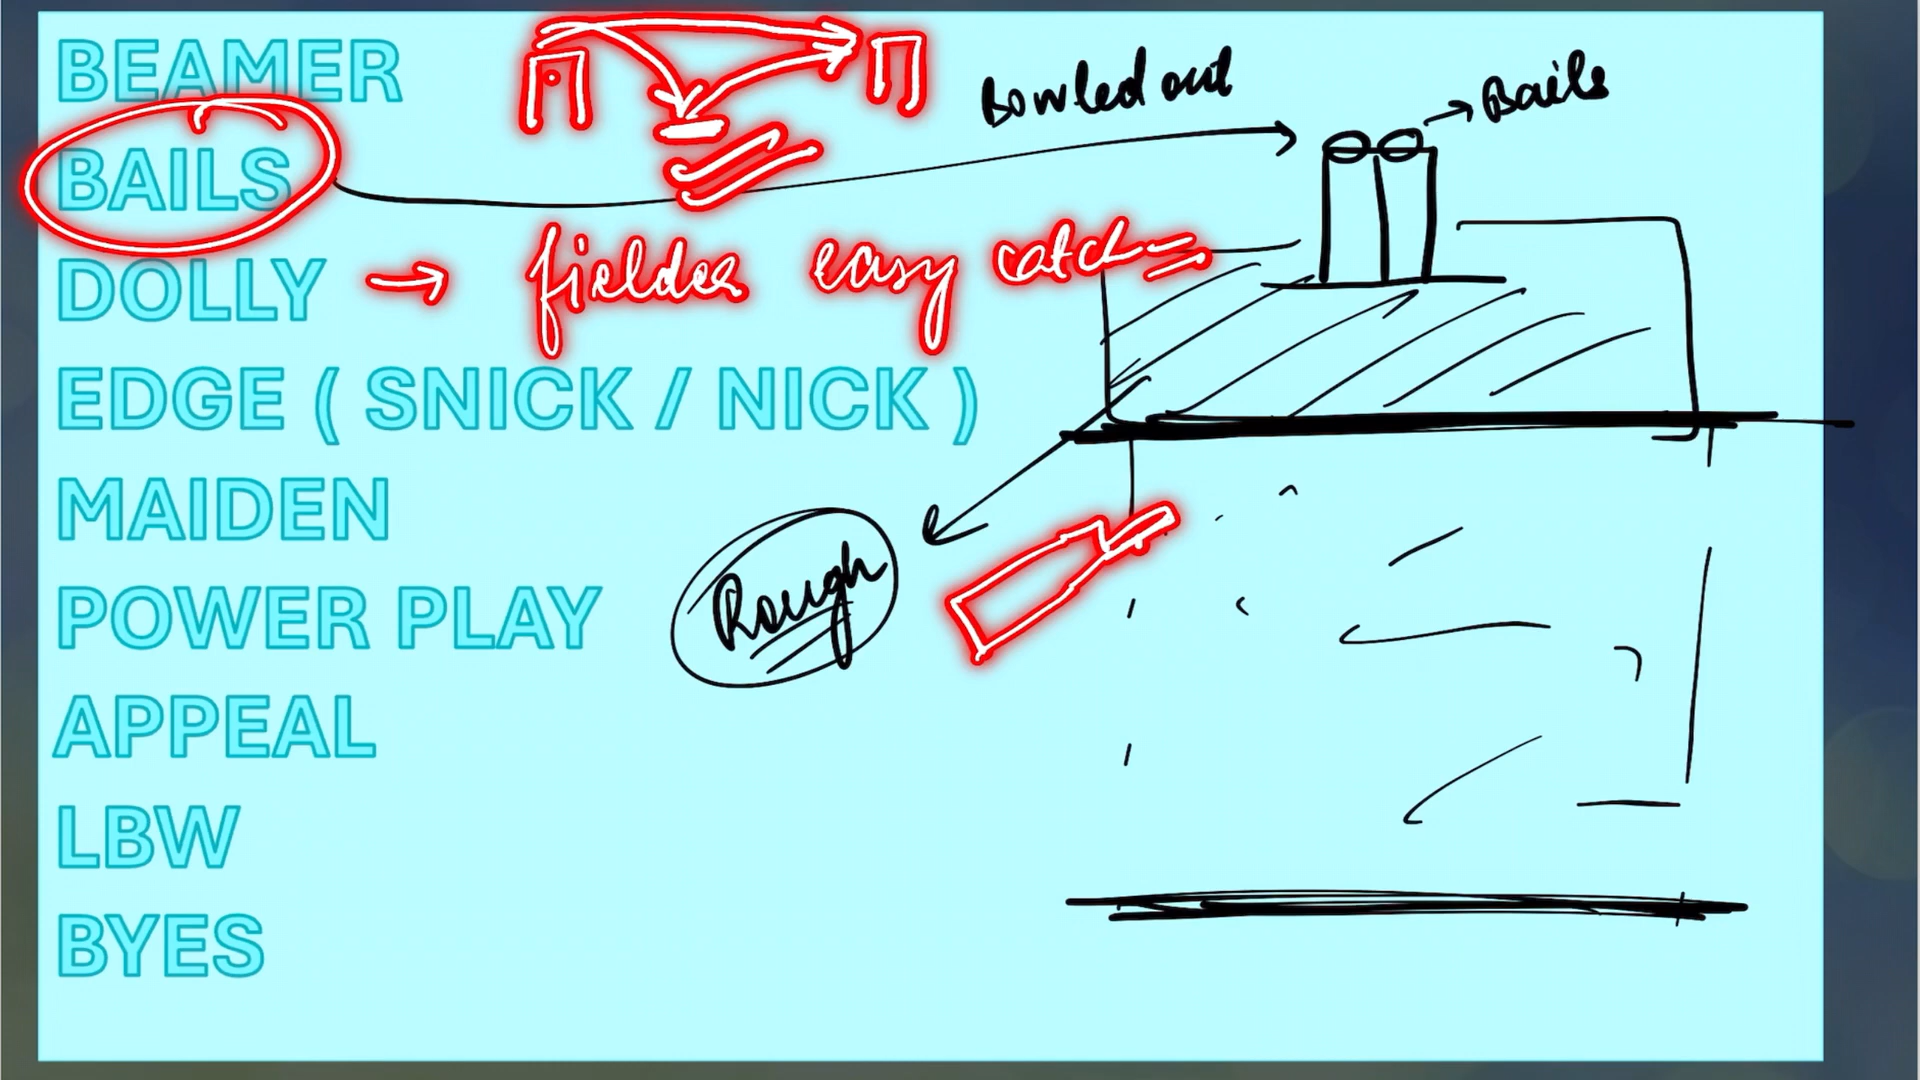 BEAMER
Bowled out
Bails
BAILS
DOLLY → fielder easy catch
EDGE ( SNICK / NICK )
MAIDEN
POWER PLAY
Rough
APPEAL
LBW
BYES